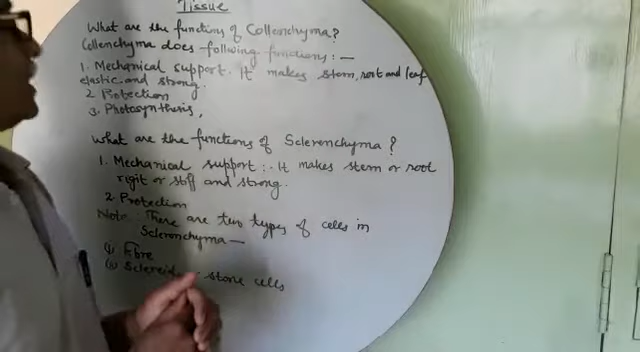 Tissue
What are the functions of Collenchyma?
Collenchyma does following functions :—
1. Mechanical support. It makes stem, root and leaf
elastic and strong.
2 Protection
3. Photosynthesis,
What are the functions of Sclerenchyma?
1. Mechanical support :. It makes stem or root
rigit or stiff and strong.
2. Protection
Note: There are two types of cells in
Sclerenchyma —
(i) Fibre
(ii) Sclereids stone cells